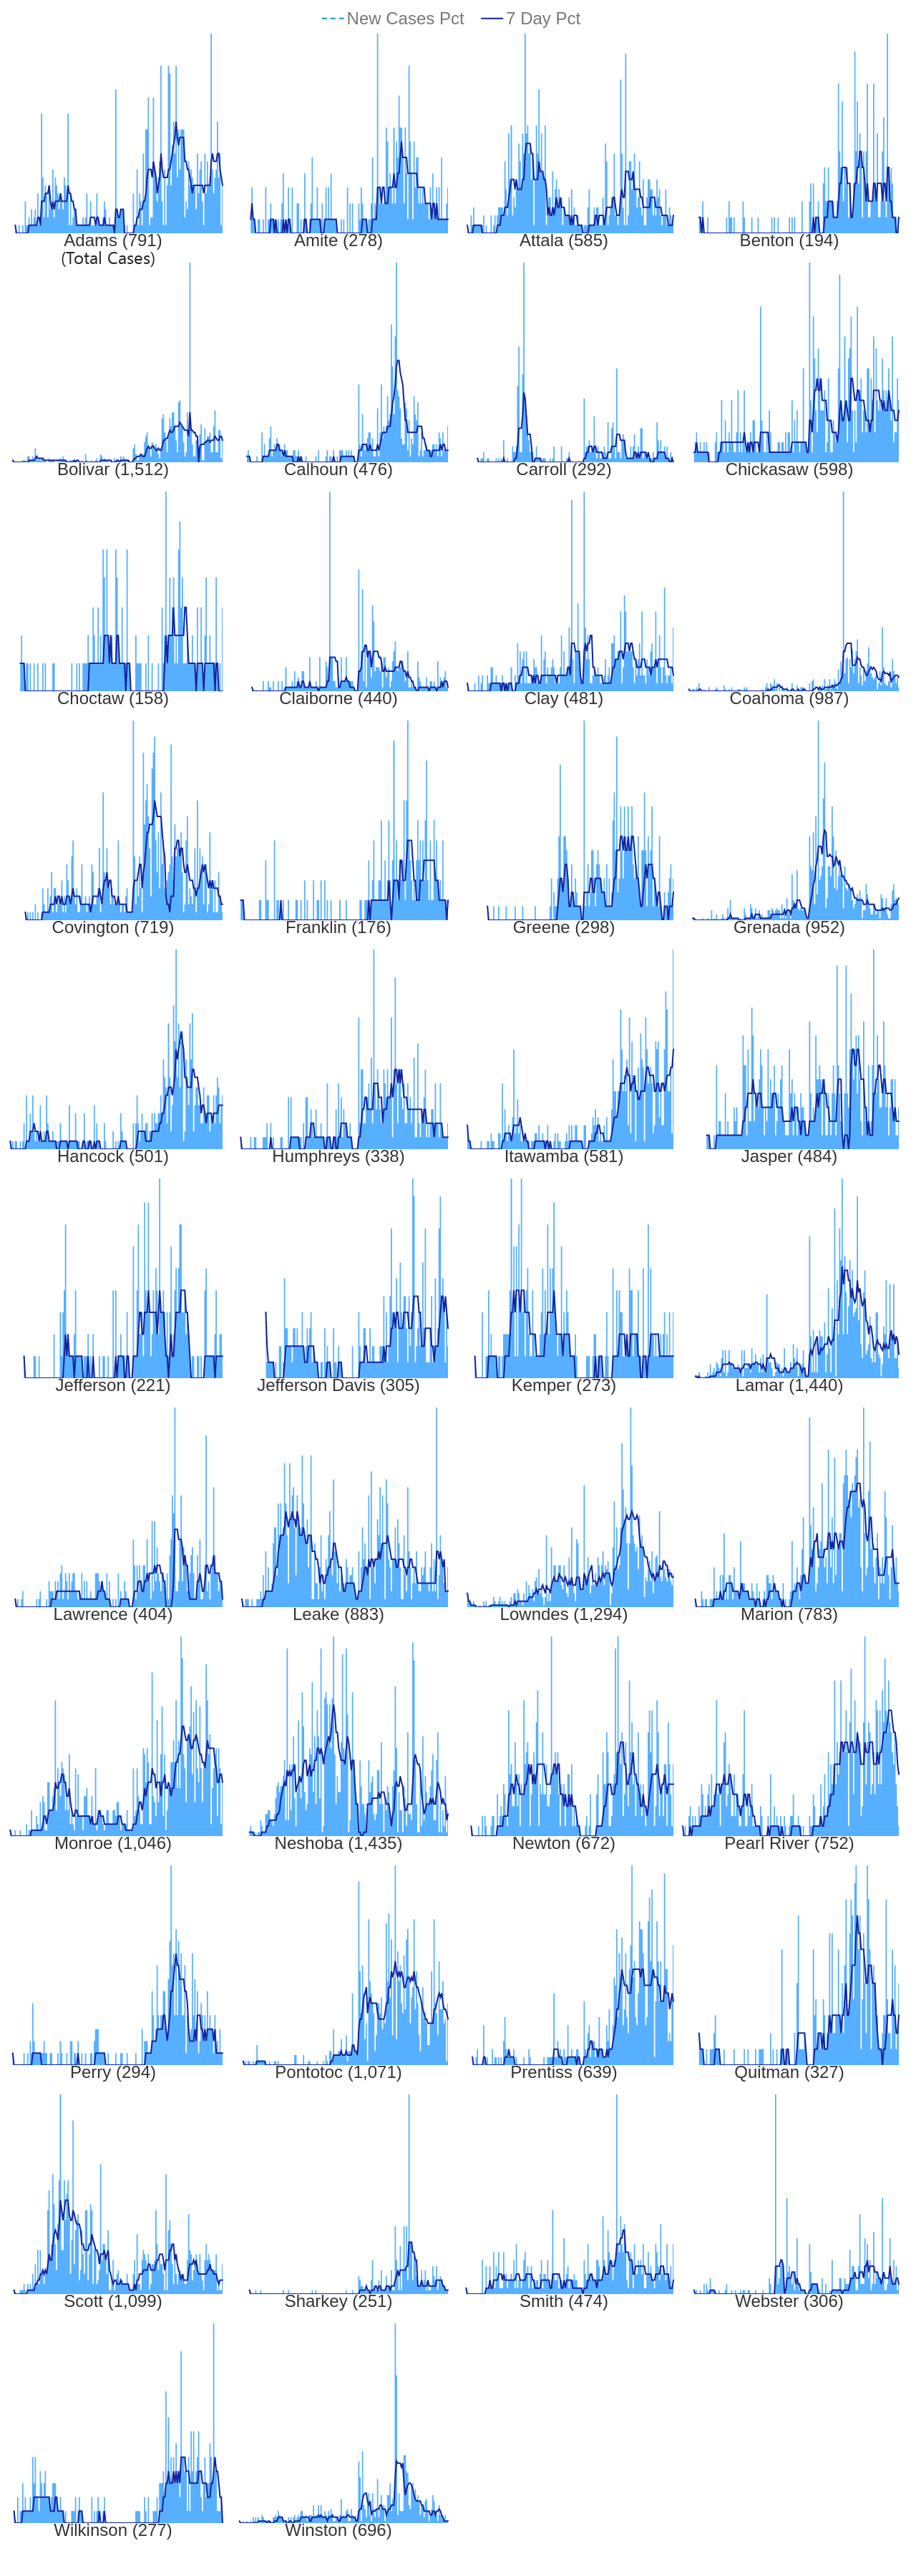 New Cases Pct 7 Day Pct
Adams (791) Amite (278) Attala (585) Benton (194)
(Total Cases)
Bolivar (1,512) Calhoun (476) Carroll (292) Chickasaw (598)
Choctaw (158) Claiborne (440) Clay (481) Coahoma (987)
Covington (719) Franklin (176) Greene (298) Grenada (952)
Hancock (501) Humphreys (338) Itawamba (581) Jasper (484)
Jefferson (221) Jefferson Davis (305) Kemper (273) Lamar (1,440)
Lawrence (404) Leake (883) Lowndes (1,294) Marion (783)
Monroe (1,046) Neshoba (1,435) Newton (672) Pearl River (752)
Perry (294) Pontotoc (1,071) Prentiss (639) Quitman (327)
Scott (1,099) Sharkey (251) Smith (474) Webster (306)
Wilkinson (277) Winston (696)